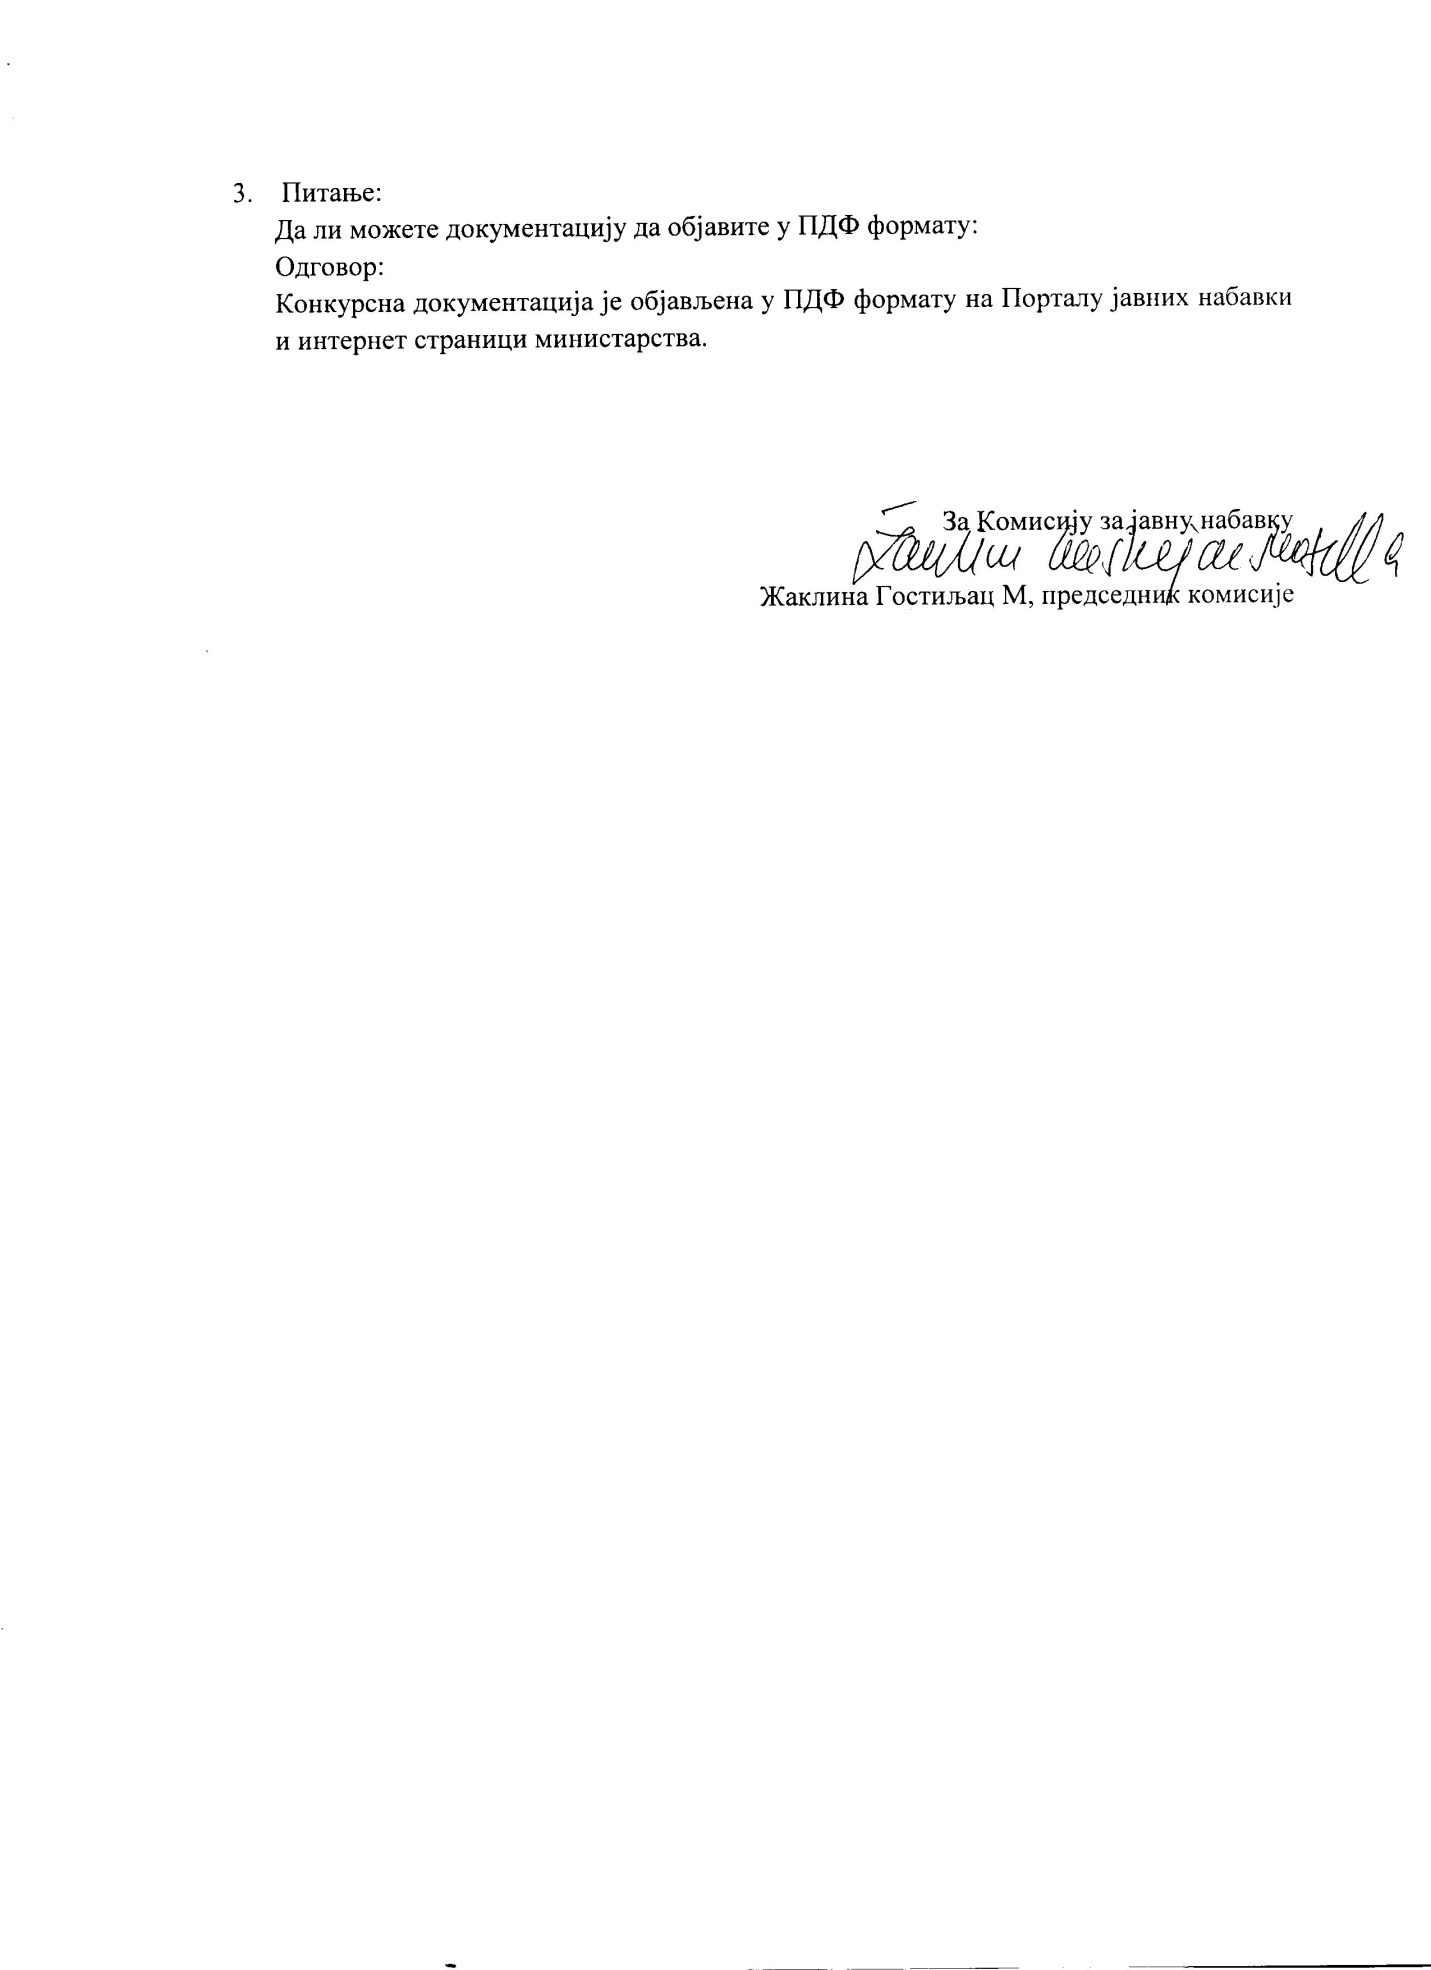 3. Питање:
Да ли можете документацију да објавите у ПДФ формату:
Одговор:
Конкурсна документација је објављена у ПДФ формату на Порталу јавних набавки
и интернет страници министарства.
За Комисију за јавну набавку
Жаклина Гостиљац М, председник комисије